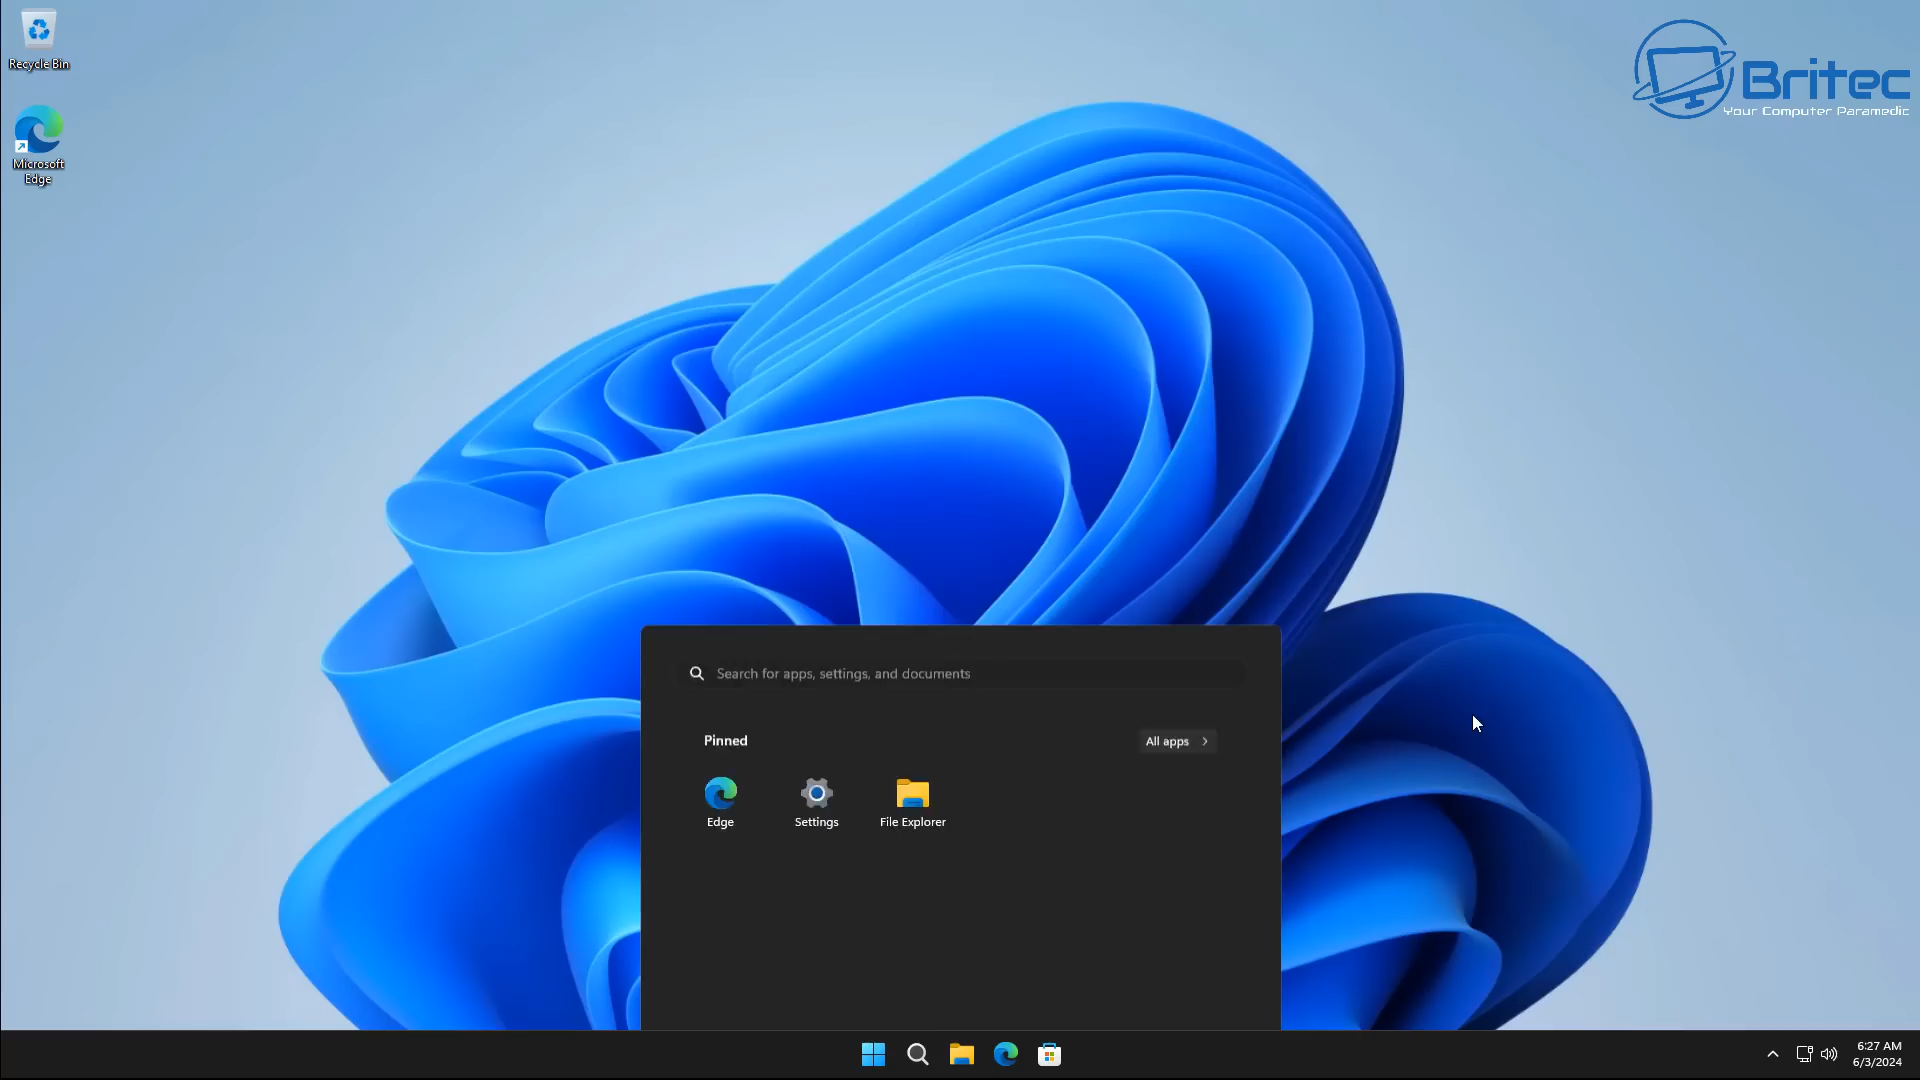 Recycle Bin
Microsoft
Edge
Britec
Your Computer Paramedic
Search for apps, settings, and documents
Pinned
All apps
Edge
Settings
File Explorer
6:27 AM
6/3/2024